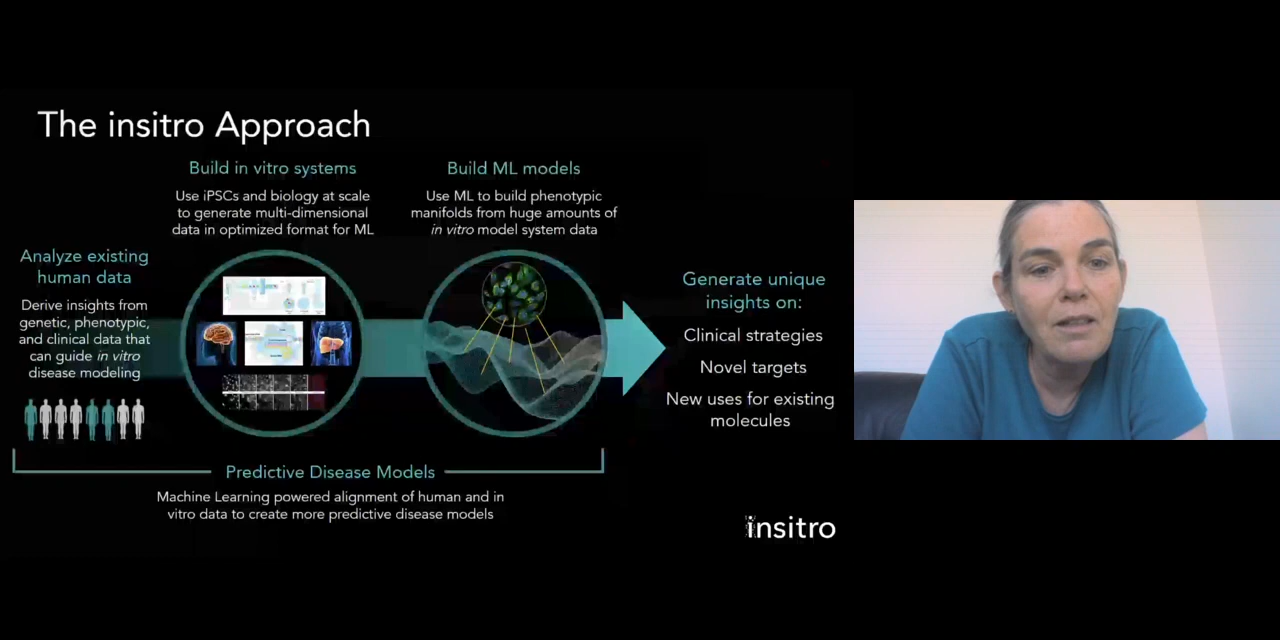 The insitro Approach
Build in vitro systems
Use iPSCs and biology at scale
to generate multi-dimensional
data in optimized format for ML
Build ML models
Use ML to build phenotypic
manifolds from huge amounts of
in vitro model system data
Analyze existing
human data
Derive insights from
genetic, phenotypic,
and clinical data that
can guide in vitro
disease modeling
Generate unique
insights on:
Clinical strategies
Novel targets
New uses for existing
molecules
Predictive Disease Models
Machine Learning powered alignment of human and in
vitro data to create more predictive disease models
insitro